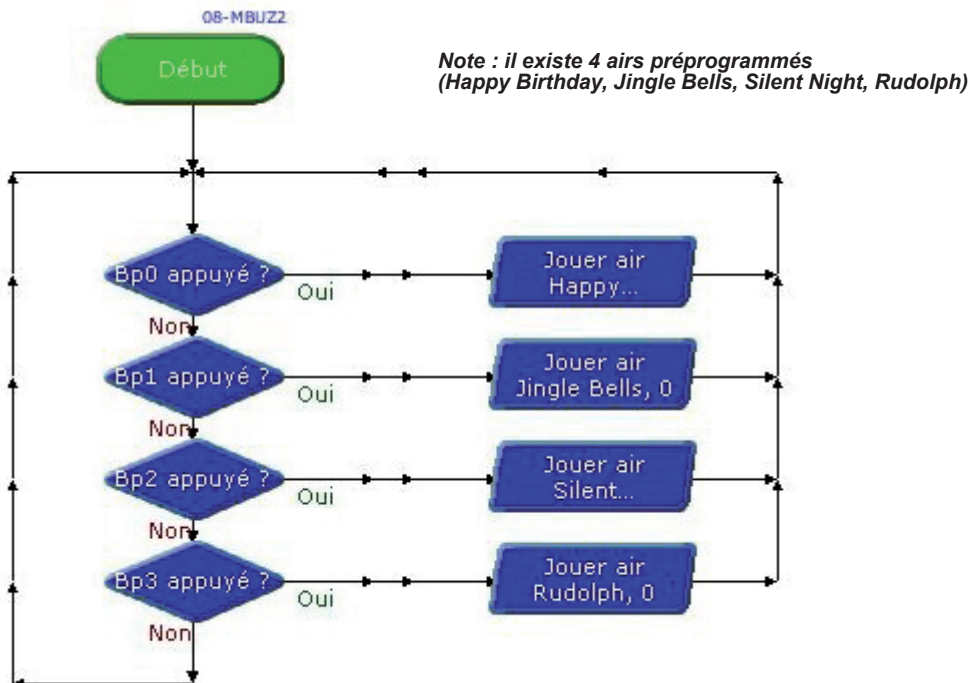 08-MBUZ2
Début
Note : il existe 4 airs préprogrammés
(Happy Birthday, Jingle Bells, Silent Night, Rudolph)
Bp0 appuyé ?
Oui
Jouer air
Happy...
Non
Bp1 appuyé ?
Oui
Jouer air
Jingle Bells, 0
Non
Bp2 appuyé ?
Oui
Jouer air
Silent...
Non
Bp3 appuyé ?
Oui
Jouer air
Rudolph, 0
Non